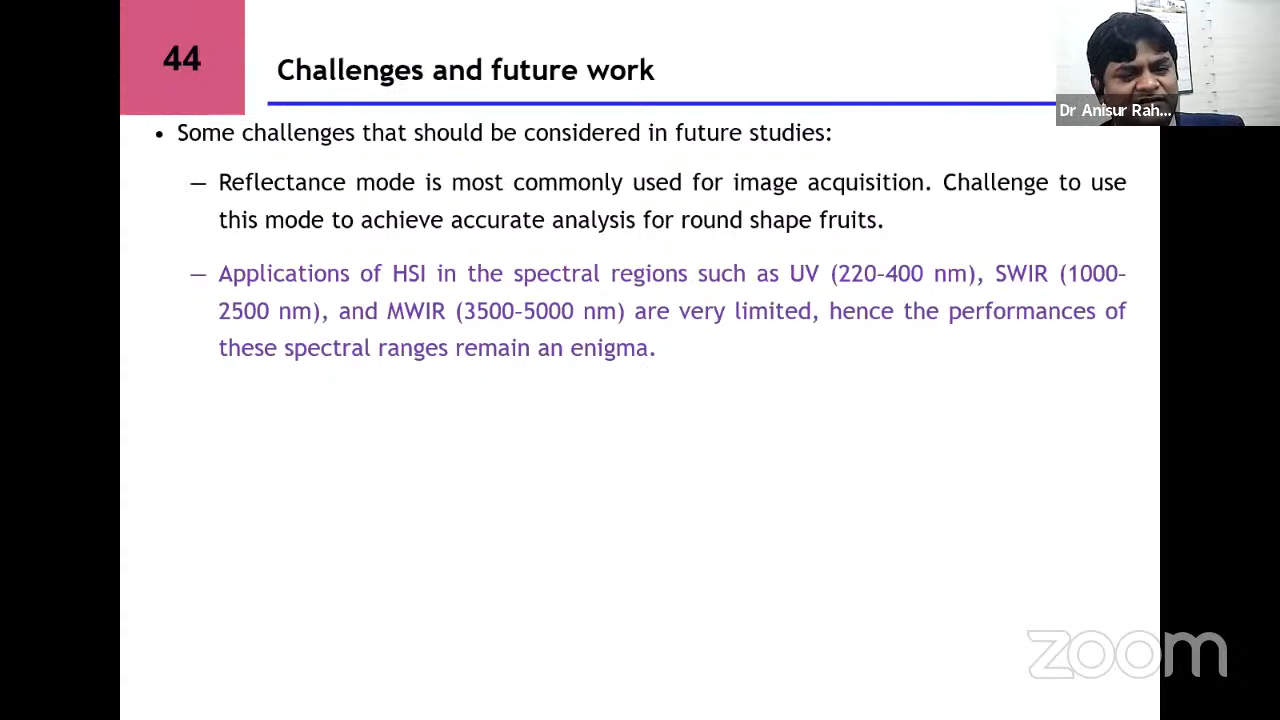 44
Challenges and future work
Dr Anisur Rah...
• Some challenges that should be considered in future studies:
— Reflectance mode is most commonly used for image acquisition. Challenge to use
this mode to achieve accurate analysis for round shape fruits.
— Applications of HSI in the spectral regions such as UV (220–400 nm), SWIR (1000–
2500 nm), and MWIR (3500–5000 nm) are very limited, hence the performances of
these spectral ranges remain an enigma.
zoom